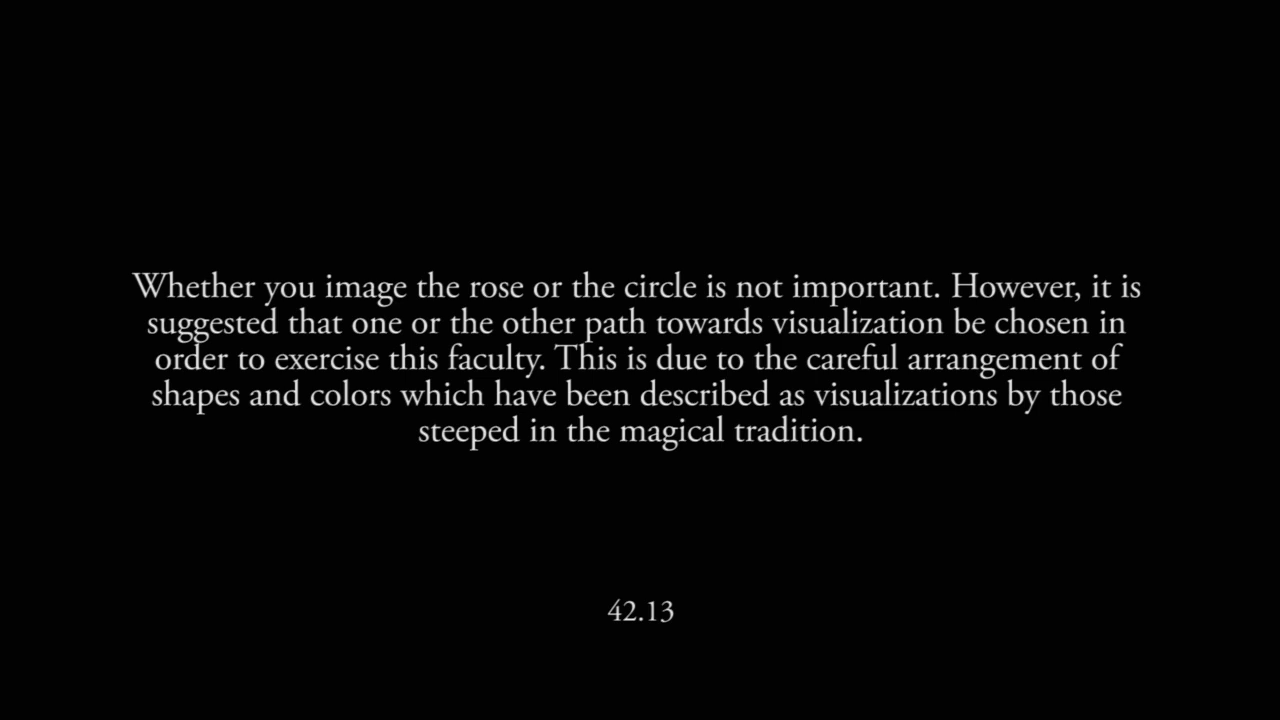 Whether you image the rose or the circle is not important. However, it is
suggested that one or the other path towards visualization be chosen in
order to exercise this faculty. This is due to the careful arrangement of
shapes and colors which have been described as visualizations by those
steeped in the magical tradition.
42.13